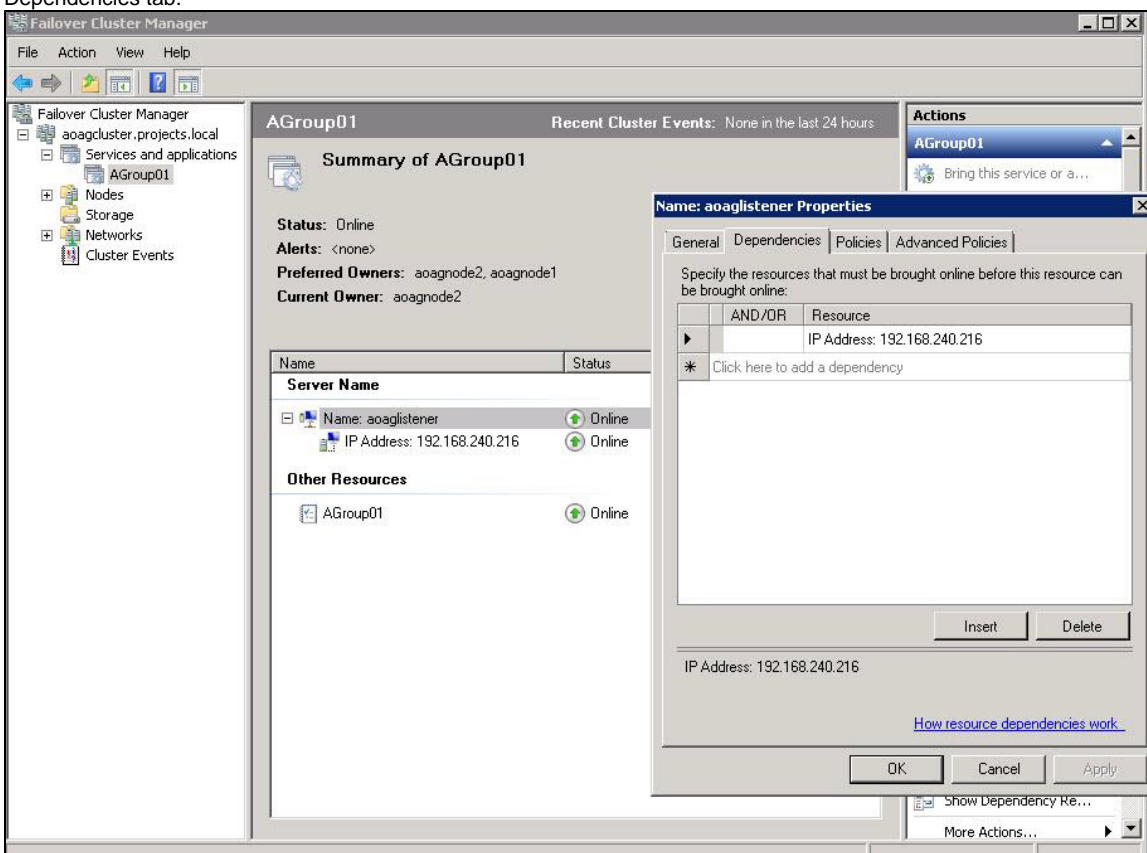 Dependencies tab.
Failover Cluster Manager
File Action View Help
Failover Cluster Manager
aoagcluster.projects.local
Services and applications
AGroup01
Nodes
Storage
Networks
Cluster Events
AGroup01 Recent Cluster Events: None in the last 24 hours
Summary of AGroup01
Status: Online
Alerts: <none>
Preferred Owners: aoagnode2, aoagnode1
Current Owner: aoagnode2
Name Status
Server Name
Name: aoaglistener Online
IP Address: 192.168.240.216 Online
Other Resources
AGroup01 Online
Actions
AGroup01
Bring this service or a...
Name: aoaglistener Properties
General Dependencies Policies Advanced Policies
Specify the resources that must be brought online before this resource can
be brought online:
AND/OR Resource
IP Address: 192.168.240.216
Click here to add a dependency
Insert Delete
IP Address: 192.168.240.216
How resource dependencies work
OK Cancel Apply
Show Dependency Re...
More Actions...